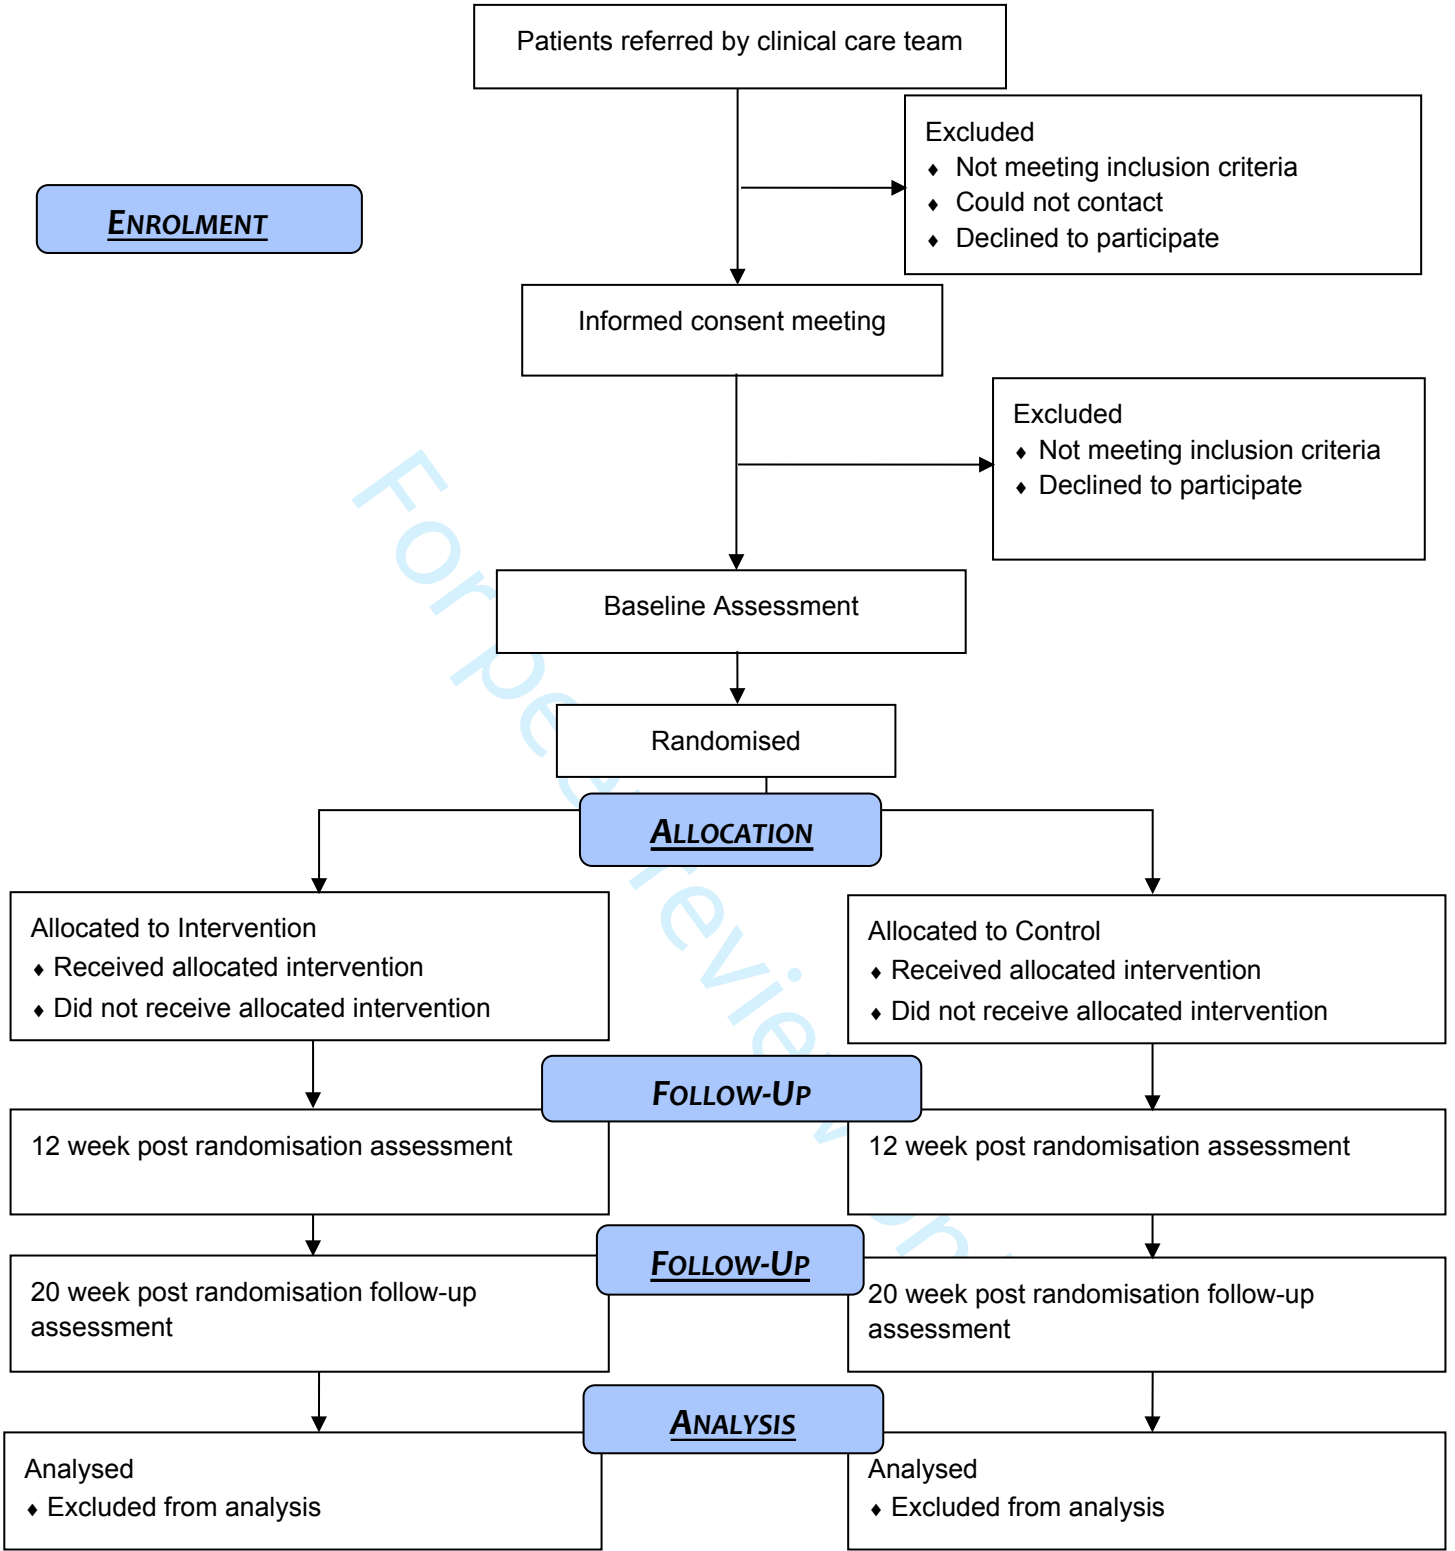 Patients referred by clinical care team
Excluded
♦ Not meeting inclusion criteria
♦ Could not contact
♦ Declined to participate
ENROLMENT
Informed consent meeting
Excluded
♦ Not meeting inclusion criteria
♦ Declined to participate
Baseline Assessment
Randomised
ALLOCATION
Allocated to Intervention
♦ Received allocated intervention
♦ Did not receive allocated intervention
Allocated to Control
♦ Received allocated intervention
♦ Did not receive allocated intervention
FOLLOW-UP
12 week post randomisation assessment
12 week post randomisation assessment
FOLLOW-UP
20 week post randomisation follow-up
assessment
20 week post randomisation follow-up
assessment
ANALYSIS
Analysed
♦ Excluded from analysis
Analysed
♦ Excluded from analysis
For peer review on